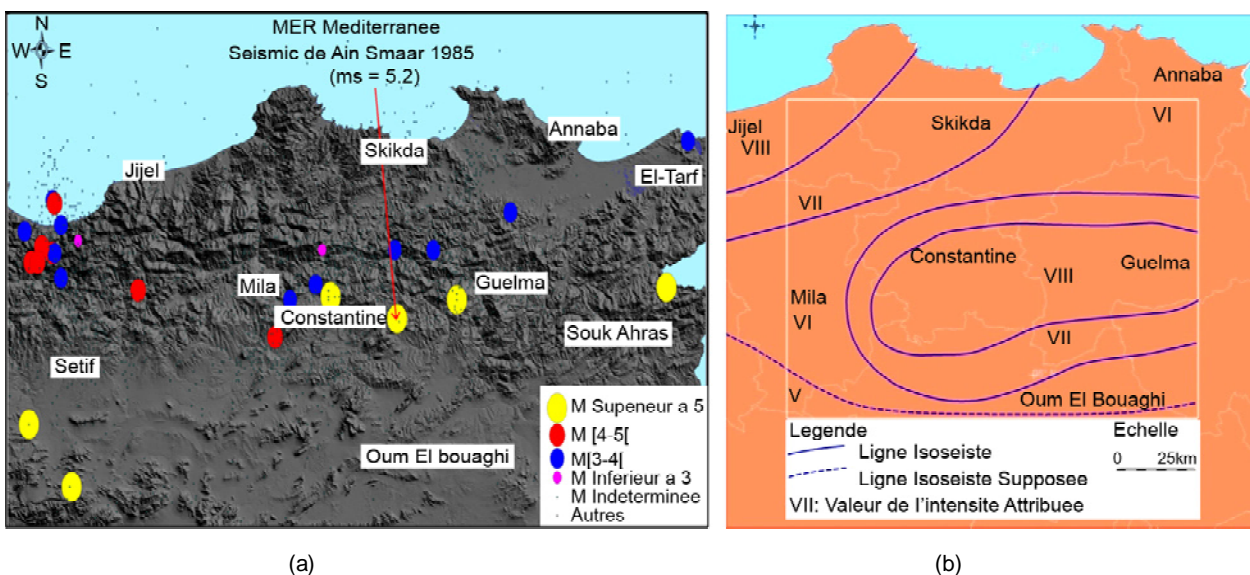 N
W E
S
MER Mediterranee
Seismic de Ain Smaar 1985
(ms = 5.2)
Annaba
Skikda
Jijel
El-Tarf
Mila
Guelma
Constantine
Souk Ahras
Setif
Oum El bouaghi
M Supeneur a 5
M [4-5[
M[3-4[
M Inferieur a 3
M Indeterminee
Autres
(a)
Annaba
VI
Skikda
Jijel
VIII
VII
Constantine
Guelma
VIII
Mila
VI
VII
V
Oum El Bouaghi
Legende
Ligne Isoseiste
Ligne Isoseiste Supposee
VII: Valeur de l'intensite Attribuee
Echelle
0 25km
(b)